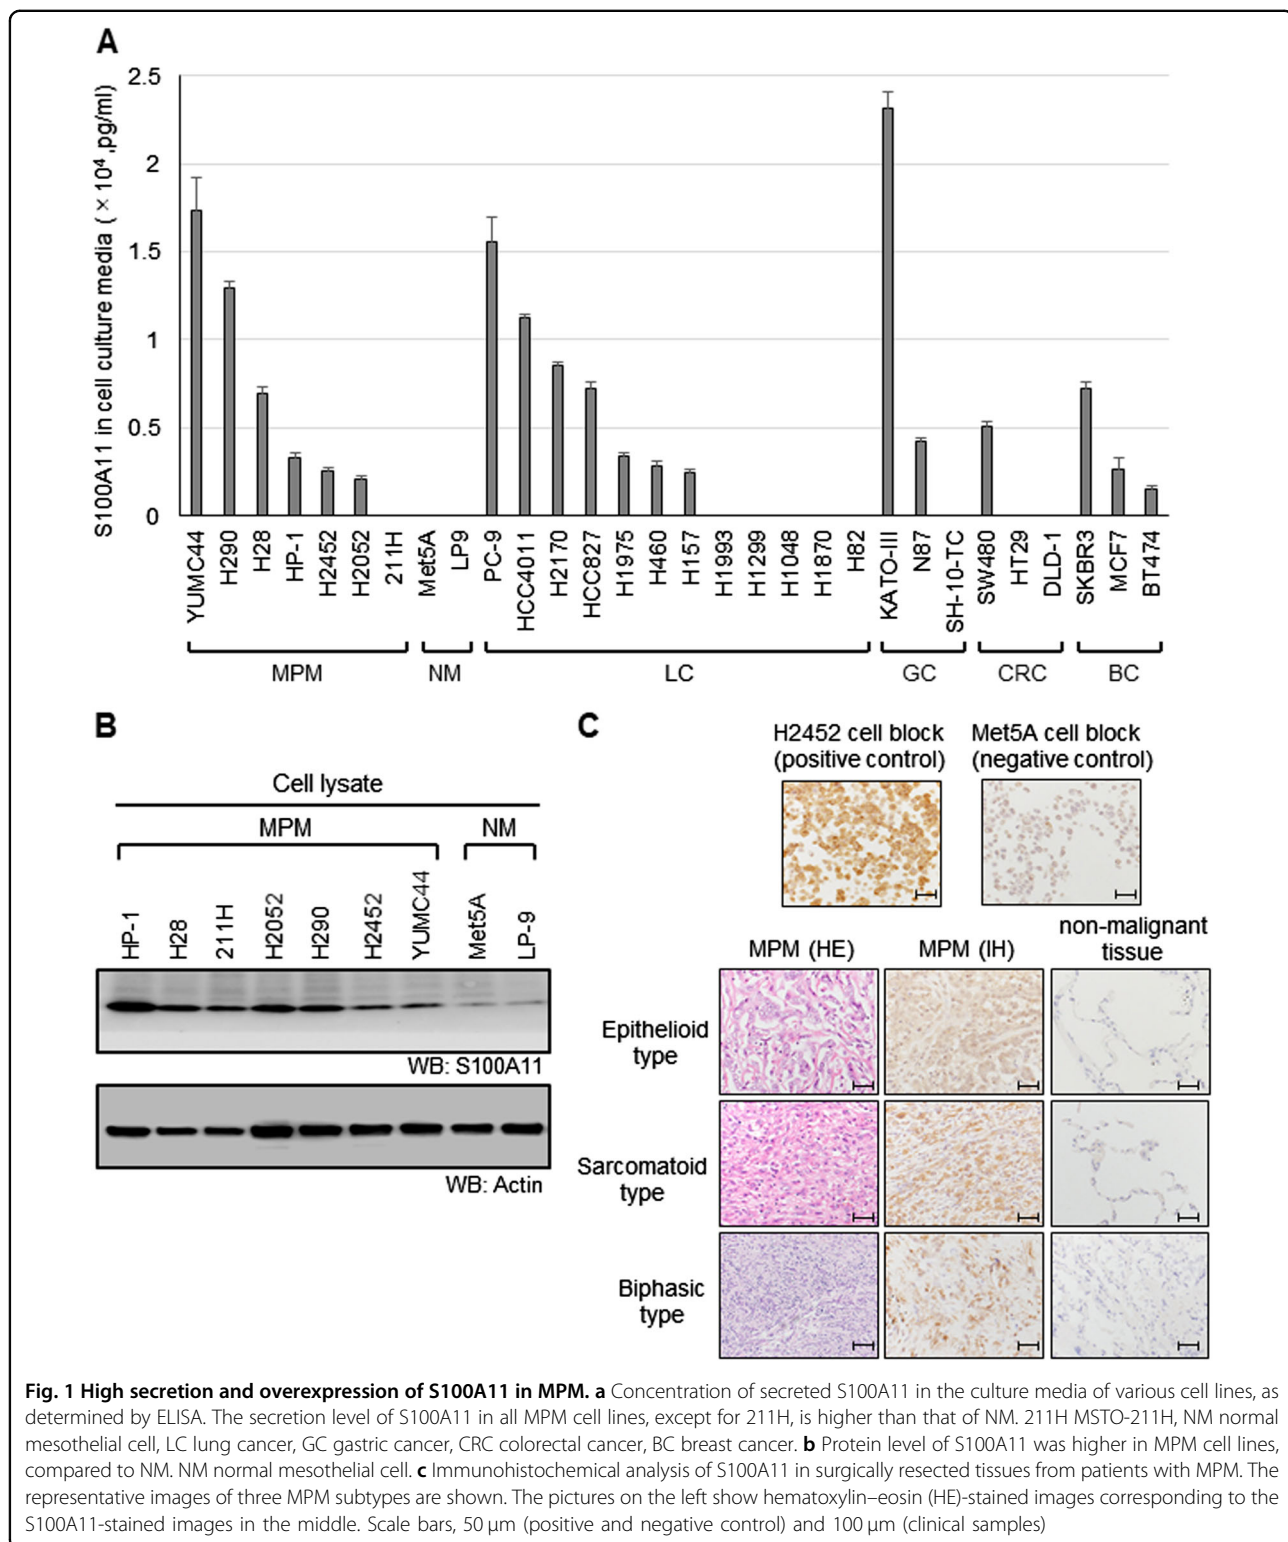 A
S100A11 in cell culture media (×10⁴,pg/ml)
2.5
2
1.5
1
0.5
0
YUMC44
H290
H28
HP-1
H2452
H2052
211H
Met5A
LP9
PC-9
HCC4011
H2170
HCC827
H1975
H460
H157
H1993
H1299
H1048
H1870
H82
KATO-III
N87
SH-10-TC
SW480
HT29
DLD-1
SKBR3
MCF7
BT474
MPM
NM
LC
GC
CRC
BC
B
Cell lysate
MPM
NM
HP-1
H28
211H
H2052
H290
H2452
YUMC44
Met5A
LP-9
WB: S100A11
WB: Actin
C
H2452 cell block
(positive control)
Met5A cell block
(negative control)
MPM (HE)
MPM (IH)
non-malignant
tissue
Epithelioid
type
Sarcomatoid
type
Biphasic
type
Fig. 1 High secretion and overexpression of S100A11 in MPM. a Concentration of secreted S100A11 in the culture media of various cell lines, as
determined by ELISA. The secretion level of S100A11 in all MPM cell lines, except for 211H, is higher than that of NM. 211H MSTO-211H, NM normal
mesothelial cell, LC lung cancer, GC gastric cancer, CRC colorectal cancer, BC breast cancer. b Protein level of S100A11 was higher in MPM cell lines,
compared to NM. NM normal mesothelial cell. c Immunohistochemical analysis of S100A11 in surgically resected tissues from patients with MPM. The
representative images of three MPM subtypes are shown. The pictures on the left show hematoxylin–eosin (HE)-stained images corresponding to the
S100A11-stained images in the middle. Scale bars, 50 µm (positive and negative control) and 100 µm (clinical samples)